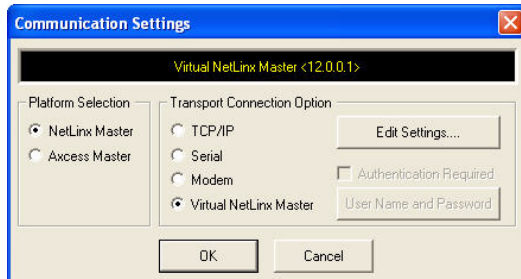 Communication Settings
Virtual NetLinx Master <12.0.0.1>
Platform Selection
NetLinx Master
Axcess Master
Transport Connection Option
TCP/IP
Serial
Modem
Virtual NetLinx Master
Edit Settings....
Authentication Required
User Name and Password
OK
Cancel